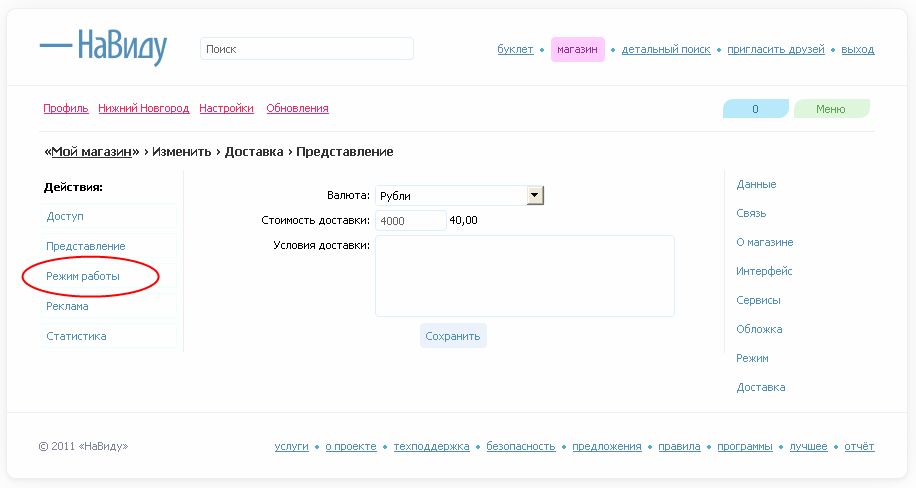 НаВиду
Поиск
буклет • магазин • детальный поиск • пригласить друзей • выход
Профиль Нижний Новгород Настройки Обновления
0 Меню
«Мой магазин» › Изменить › Доставка › Представление
Действия:
Доступ
Представление
Режим работы
Реклама
Статистика
Валюта: Рубли
Стоимость доставки: 4000 40,00
Условия доставки:
Сохранить
Данные
Связь
О магазине
Интерфейс
Сервисы
Обложка
Режим
Доставка
© 2011 «НаВиду»
услуги • о проекте • техподдержка • безопасность • предложения • правила • программы • лучшее • отчёт